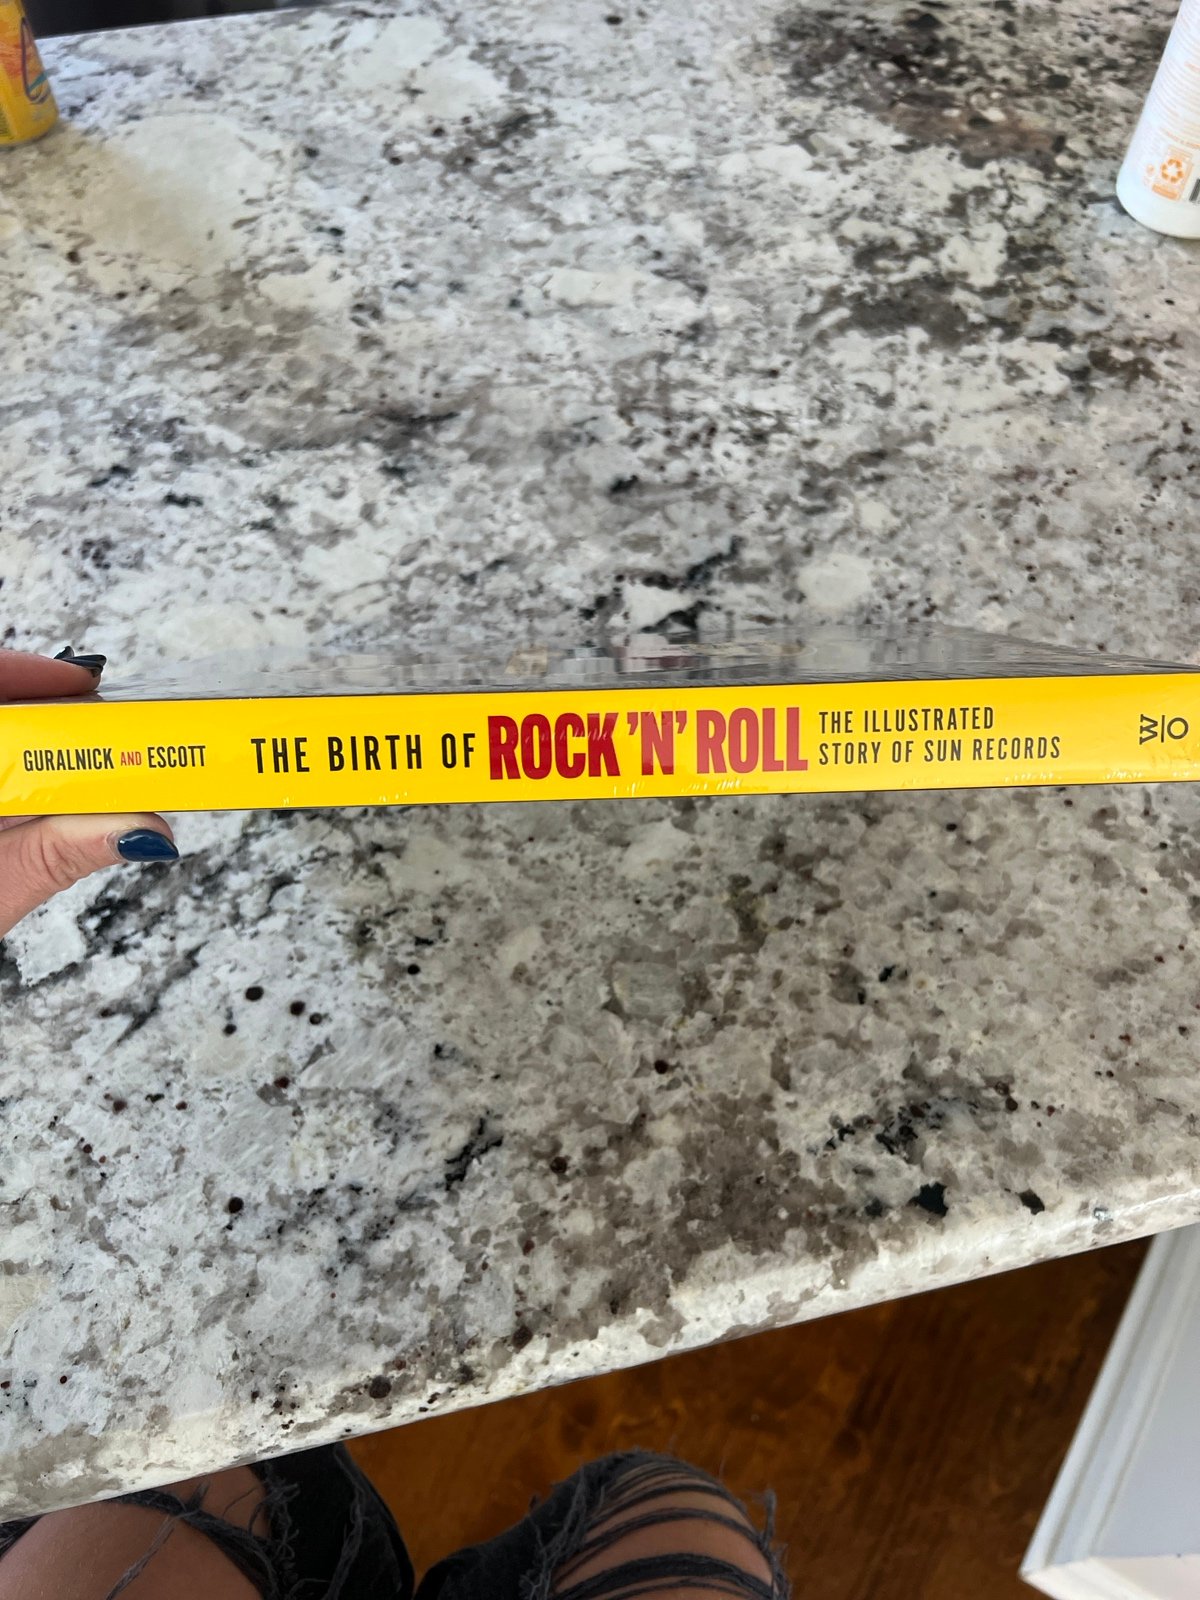 GURALNICK AND ESCOTT
THE BIRTH OF ROCK 'N' ROLL
THE ILLUSTRATED
STORY OF SUN RECORDS
W/O